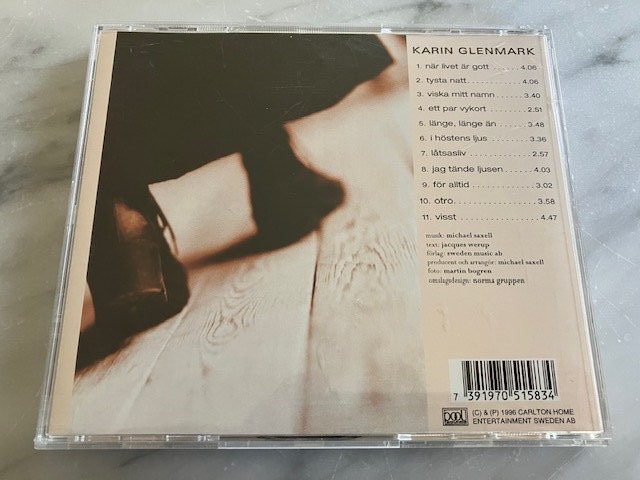 KARIN GLENMARK
1. när livet är gott ...... 4.08
2. tysta natt ............ 4.06
3. viska mitt namn ....... 3.40
4. ett par vykort ........ 2.51
5. länge, länge än ...... 3.48
6. i höstens ljus ........ 3.36
7. låtsasliv ............. 2.57
8. jag tände ljusen ...... 4.03
9. för alltid ............ 3.02
10. otro ................ 3.58
11. visst ............... 4.47
musik: michael saxell
text: jacques werup
förlag: sweden music ab
producent och arrangör: michael saxell
foto: martin bogren
omslagsdesign: norma gruppen
7 391970 515834
pool
(C) & (P) 1996 CARLTON HOME
ENTERTAINMENT SWEDEN AB